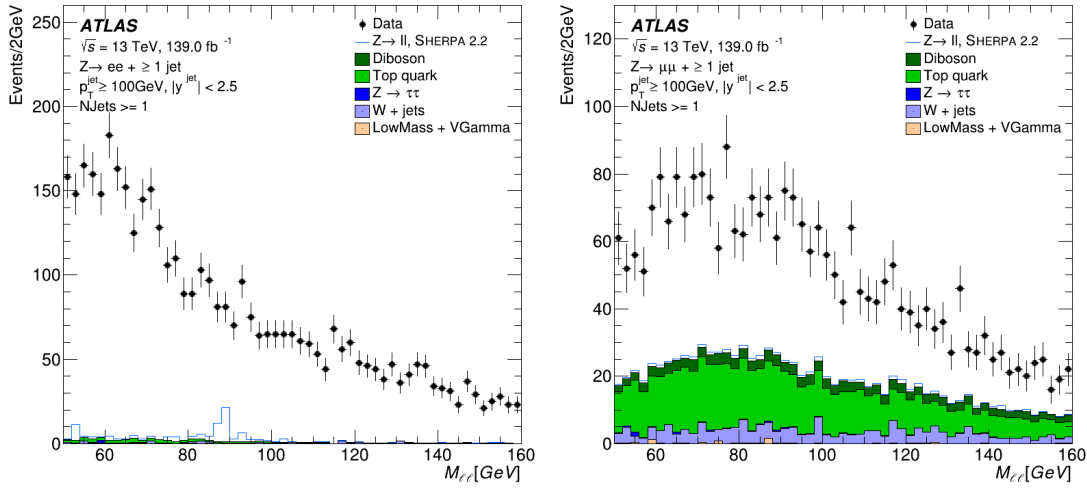 Events/2GeV
ATLAS
√s = 13 TeV, 139.0 fb⁻¹
Z→ ee + ≥ 1 jet
p_T^jet ≥ 100GeV, |y^jet| < 2.5
NJets >= 1
Data
Z→ ll, SHERPA 2.2
Diboson
Top quark
Z → ττ
W + jets
LowMass + VGamma
250
200
150
100
50
0
60 80 100 120 140 160
M_ℓℓ[GeV]
Events/2GeV
ATLAS
√s = 13 TeV, 139.0 fb⁻¹
Z→ μμ + ≥ 1 jet
p_T^jet ≥ 100GeV, |y^jet| < 2.5
NJets >= 1
Data
Z→ ll, SHERPA 2.2
Diboson
Top quark
Z → ττ
W + jets
LowMass + VGamma
120
100
80
60
40
20
0
60 80 100 120 140 160
M_ℓℓ[GeV]